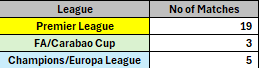 League No of Matches
Premier League 19
FA/Carabao Cup 3
Champions/Europa League 5